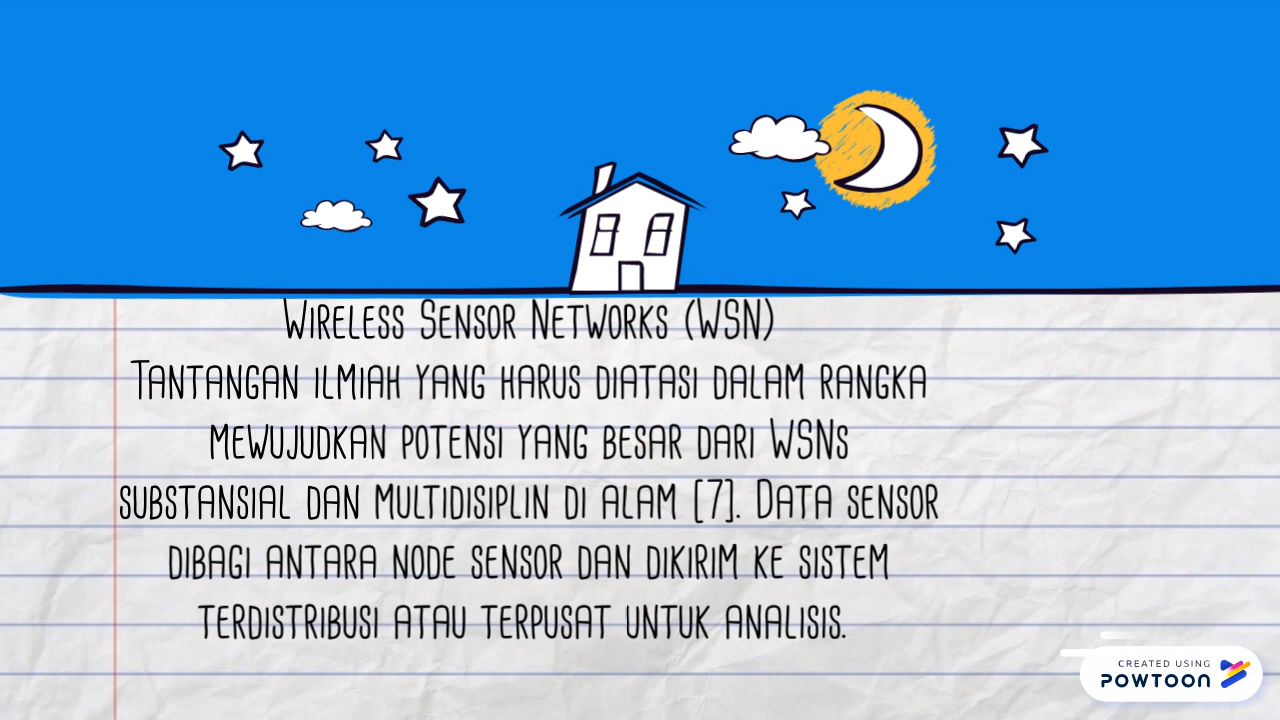 Wireless Sensor Networks (WSN)
Tantangan ilmiah yang harus diatasi dalam rangka
mewujudkan potensi yang besar dari WSNs
substansial dan multidisiplin di alam [7]. Data sensor
dibagi antara node sensor dan dikirim ke sistem
terdistribusi atau terpusat untuk analisis.
CREATED USING
POWTOON